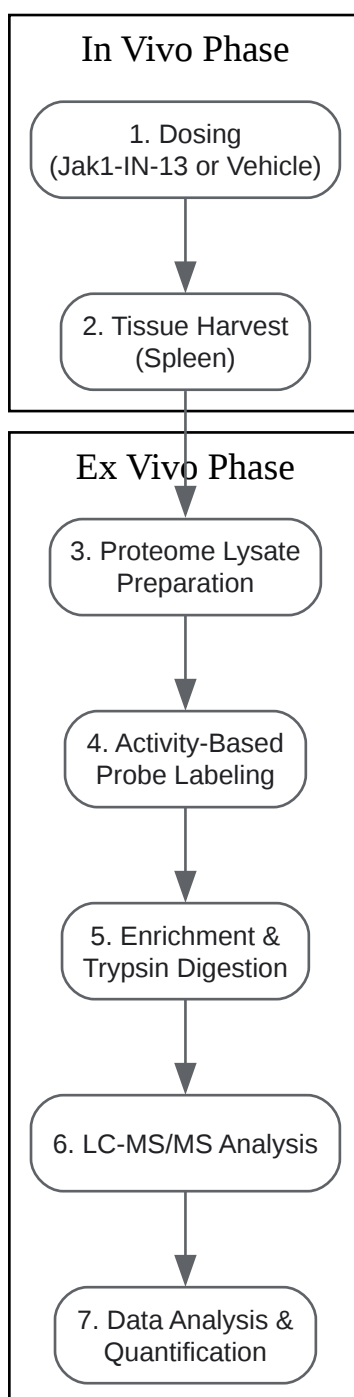 In Vivo Phase
1. Dosing
(Jak1-IN-13 or Vehicle)
2. Tissue Harvest
(Spleen)
Ex Vivo Phase
3. Proteome Lysate
Preparation
4. Activity-Based
Probe Labeling
5. Enrichment &
Trypsin Digestion
6. LC-MS/MS Analysis
7. Data Analysis &
Quantification